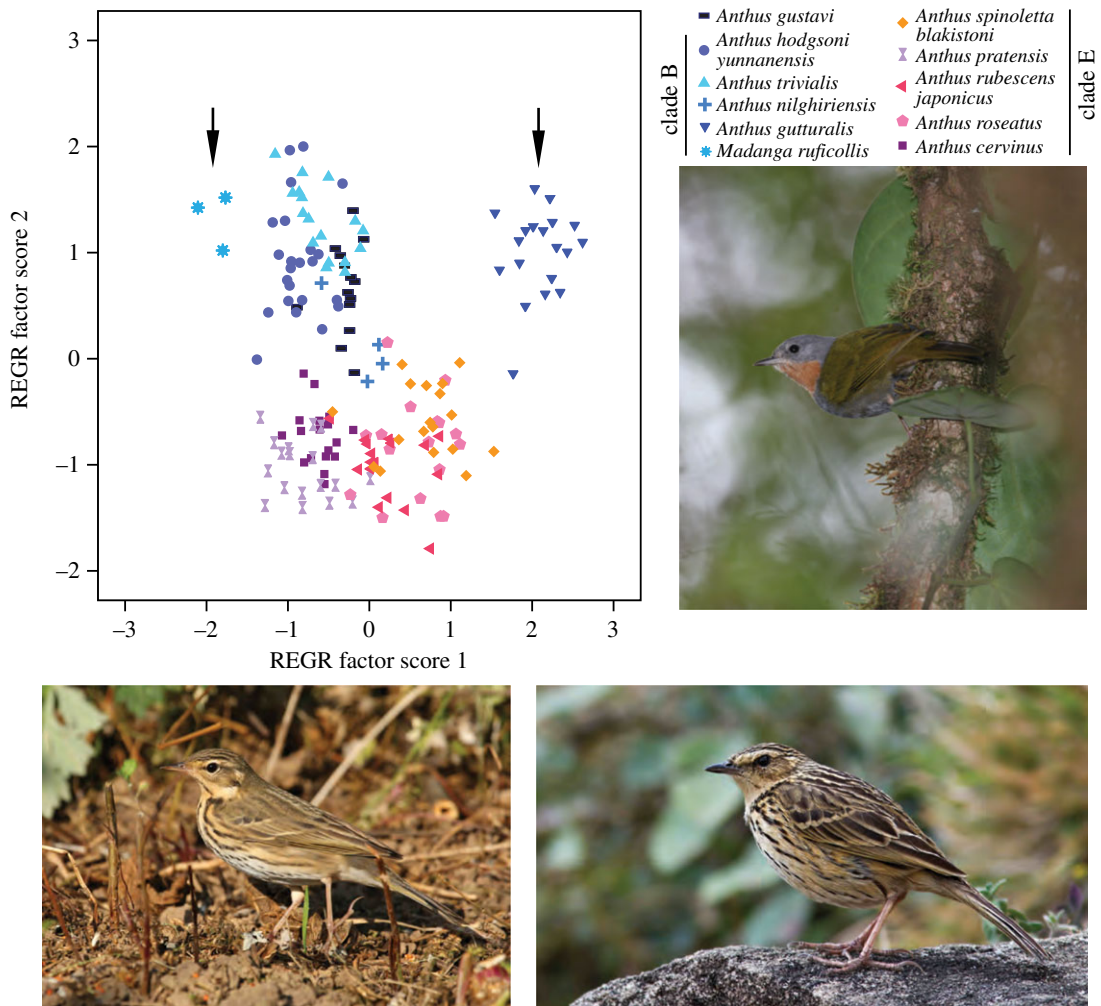 3
2
1
0
–1
–2
REGR factor score 2
–3
–2
–1
0
1
2
3
REGR factor score 1
clade B
Anthus gustavi
Anthus hodgsoni
yunnanensis
Anthus trivialis
Anthus nilghiriensis
Anthus gutturalis
Madanga ruficollis
Anthus spinoletta
blakistoni
Anthus pratensis
Anthus rubescens
japonicus
Anthus roseatus
Anthus cervinus
clade E